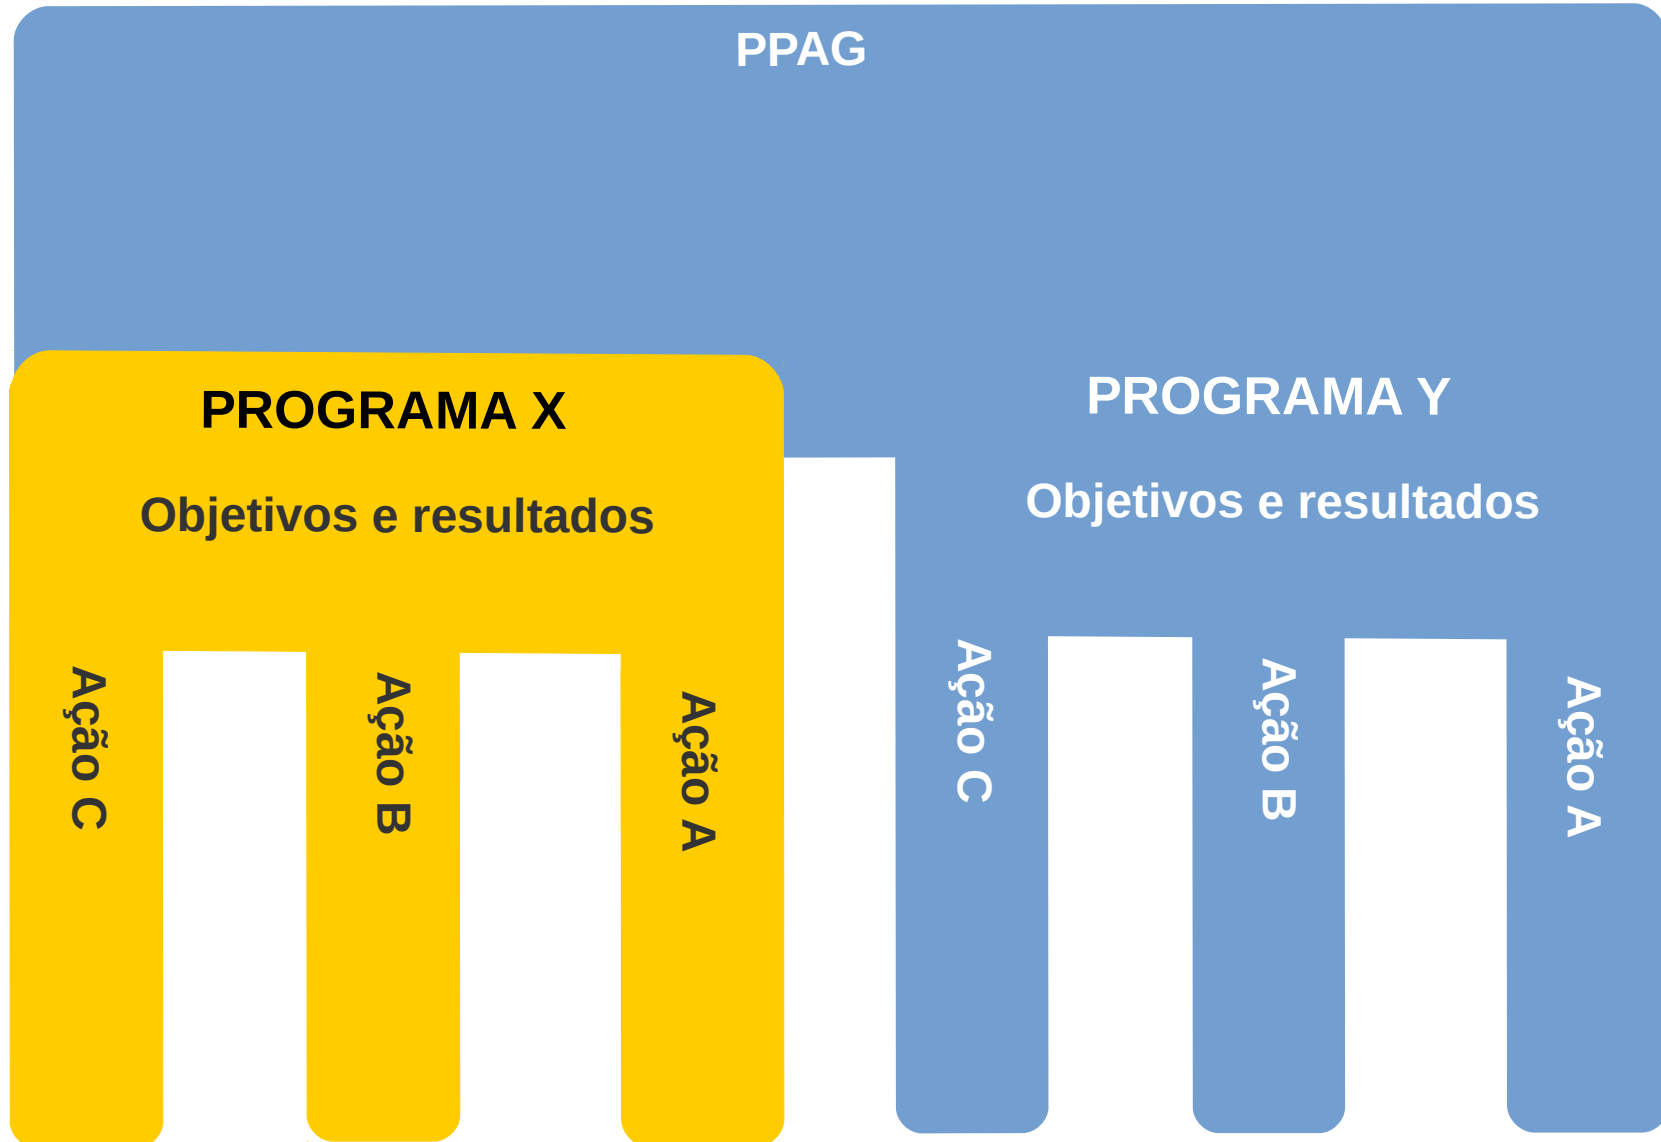 PPAG
PROGRAMA X
Objetivos e resultados
Ação C
Ação B
Ação A
PROGRAMA Y
Objetivos e resultados
Ação C
Ação B
Ação A